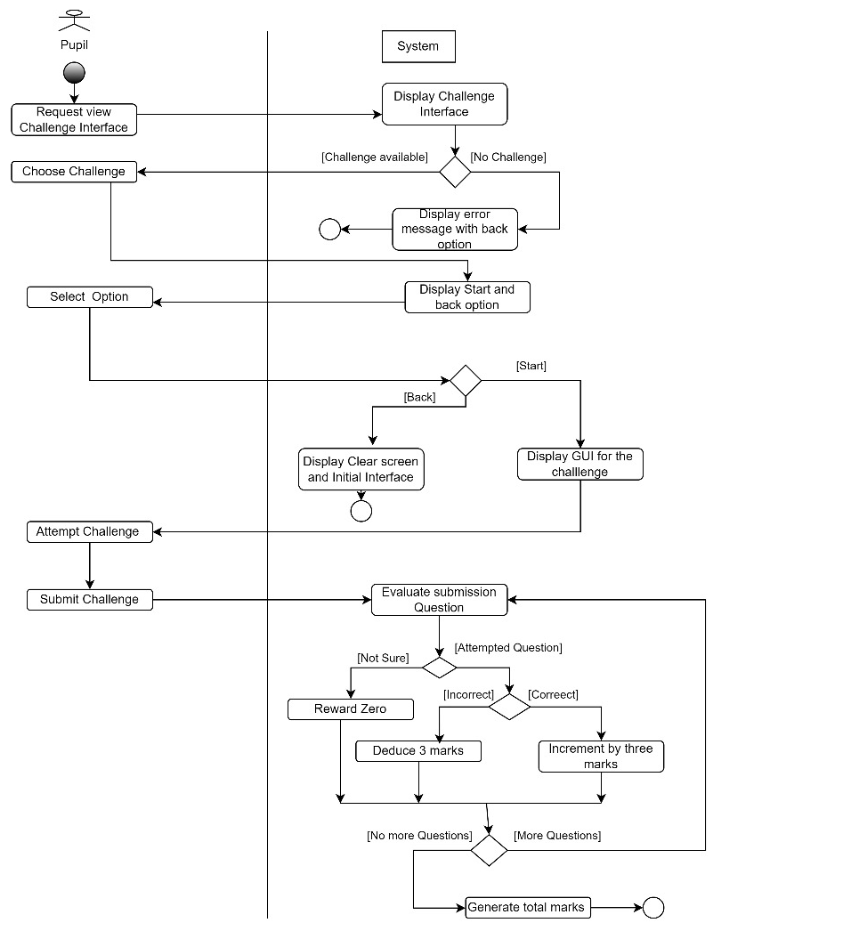 Pupil
System
Request view
Challenge Interface
Display Challenge
Interface
[Challenge available]
[No Challenge]
Choose Challenge
Display error
message with back
option
Select  Option
Display Start and
back option
[Start]
[Back]
Display Clear screen
and Initial Interface
Display GUI for the
challlenge
Attempt Challenge
Submit Challenge
Evaluate submission
Question
[Not Sure]
[Attempted Question]
[Incorrect]
[Correect]
Reward Zero
Deduce 3 marks
Increment by three
marks
[No more Questions]
[More Questions]
Generate total marks